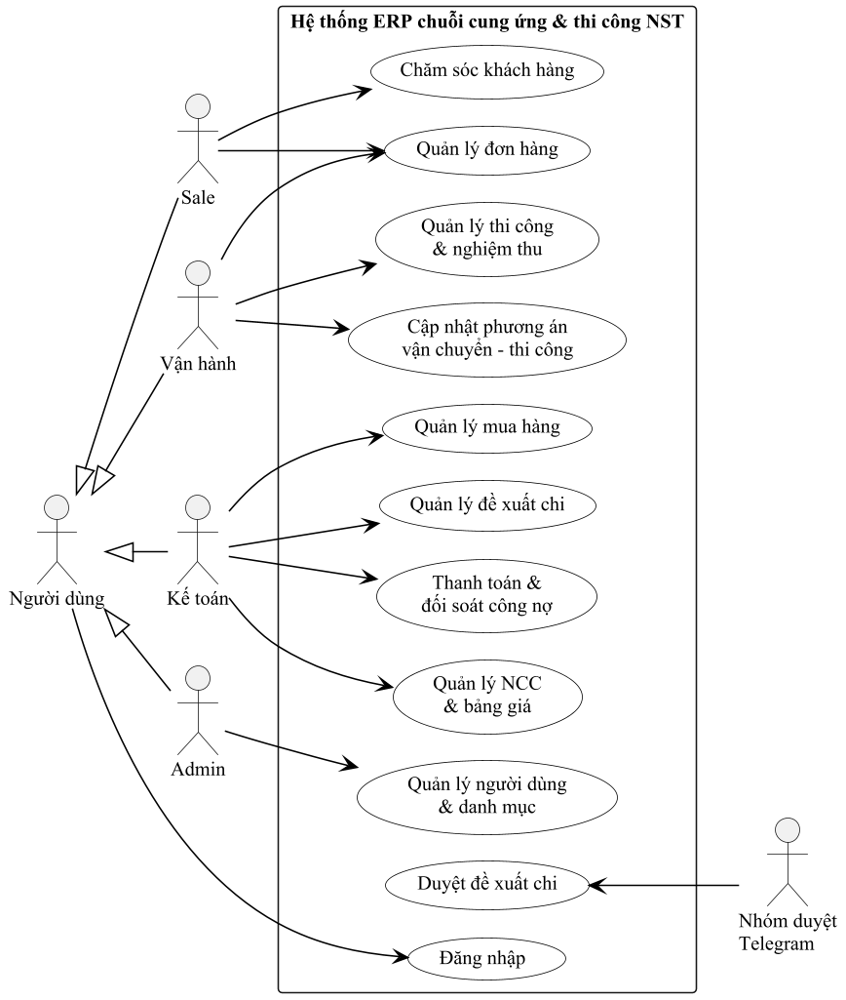 Hệ thống ERP chuỗi cung ứng & thi công NST
Chăm sóc khách hàng
Quản lý đơn hàng
Sale
Quản lý thi công
& nghiệm thu
Cập nhật phương án
vận chuyển - thi công
Vận hành
Quản lý mua hàng
Quản lý đề xuất chi
Thanh toán &
đối soát công nợ
Người dùng
Kế toán
Quản lý NCC
& bảng giá
Admin
Quản lý người dùng
& danh mục
Duyệt đề xuất chi
Nhóm duyệt
Telegram
Đăng nhập